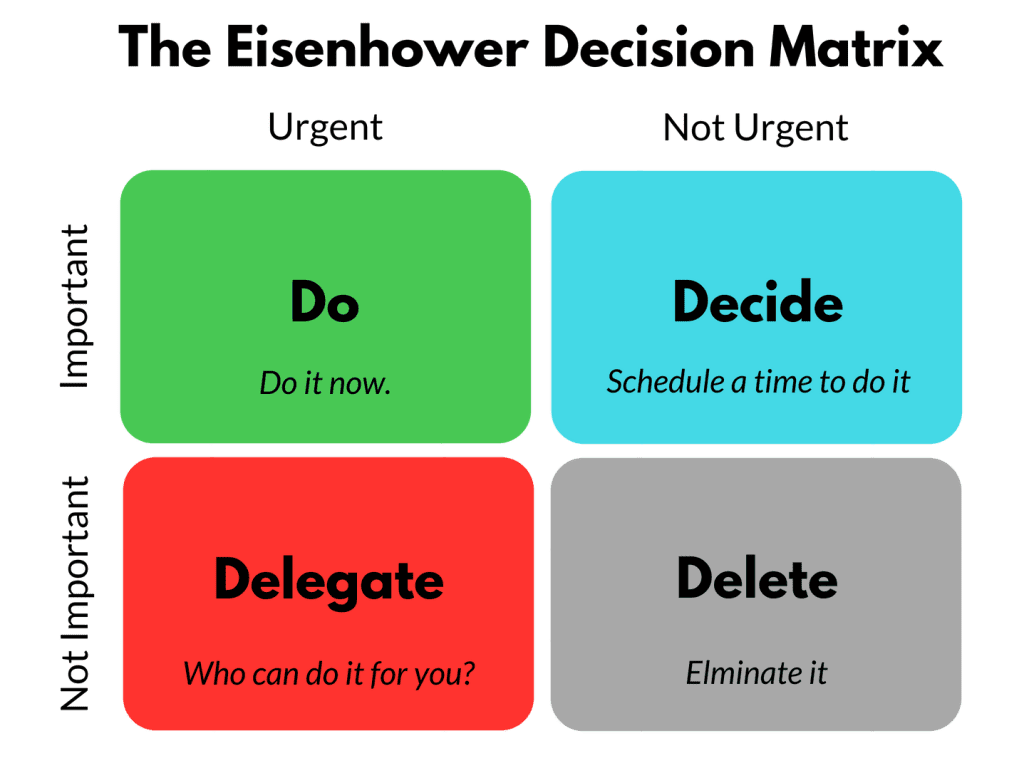 The Eisenhower Decision Matrix
Urgent
Not Urgent
Important
Do
Do it now.
Decide
Schedule a time to do it
Not Important
Delegate
Who can do it for you?
Delete
Elminate it